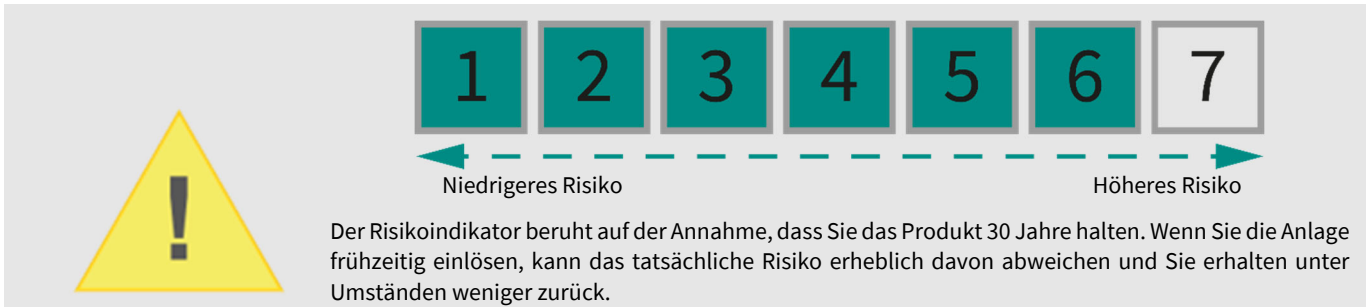 1 2 3 4 5 6 7
Niedrigeres Risiko Höheres Risiko
!
Der Risikoindikator beruht auf der Annahme, dass Sie das Produkt 30 Jahre halten. Wenn Sie die Anlage
frühzeitig einlösen, kann das tatsächliche Risiko erheblich davon abweichen und Sie erhalten unter
Umständen weniger zurück.